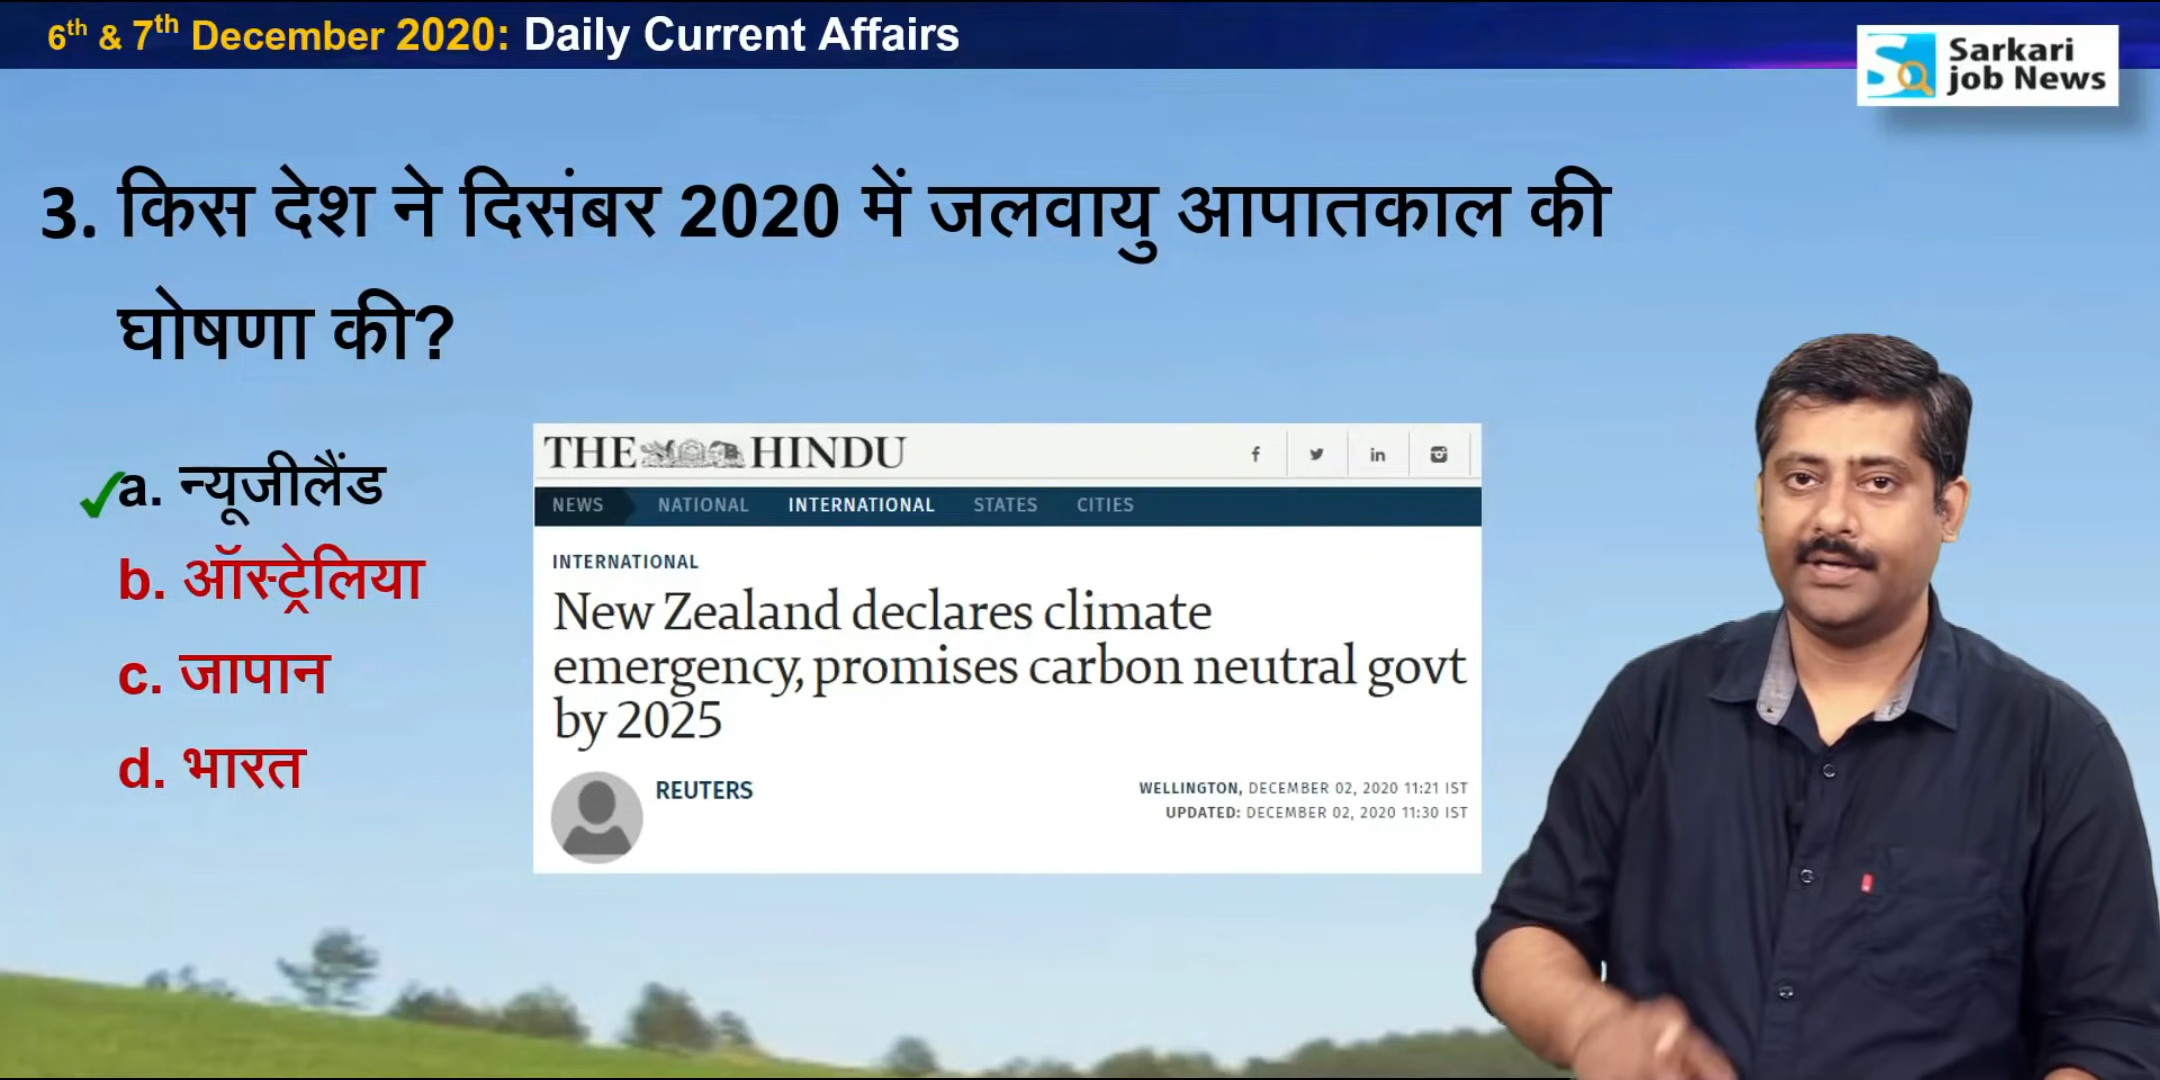 6th & 7th December 2020: Daily Current Affairs
Sarkari
job News
3. किस देश ने दिसंबर 2020 में जलवायु आपातकाल की
घोषणा की?
a. न्यूजीलैंड
b. ऑस्ट्रेलिया
c. जापान
d. भारत
THE HINDU
NEWS NATIONAL INTERNATIONAL STATES CITIES
INTERNATIONAL
New Zealand declares climate
emergency, promises carbon neutral govt
by 2025
REUTERS
WELLINGTON, DECEMBER 02, 2020 11:21 IST
UPDATED: DECEMBER 02, 2020 11:30 IST